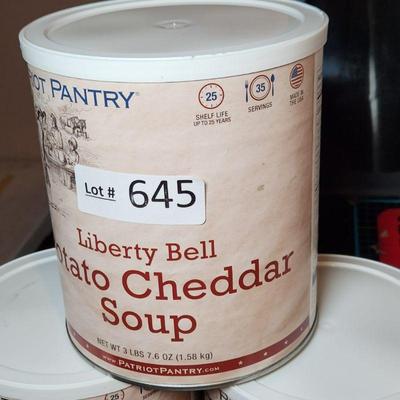 RIOT PANTRY®
25
35
SHELF LIFE
UP TO 25 YEARS
SERVINGS
MADE IN
THE USA
Lot # 645
Liberty Bell
tato Cheddar
Soup
NET WT 3 LBS 7.6 OZ (1.58 kg)
www.PATRIOTPANTRY.com